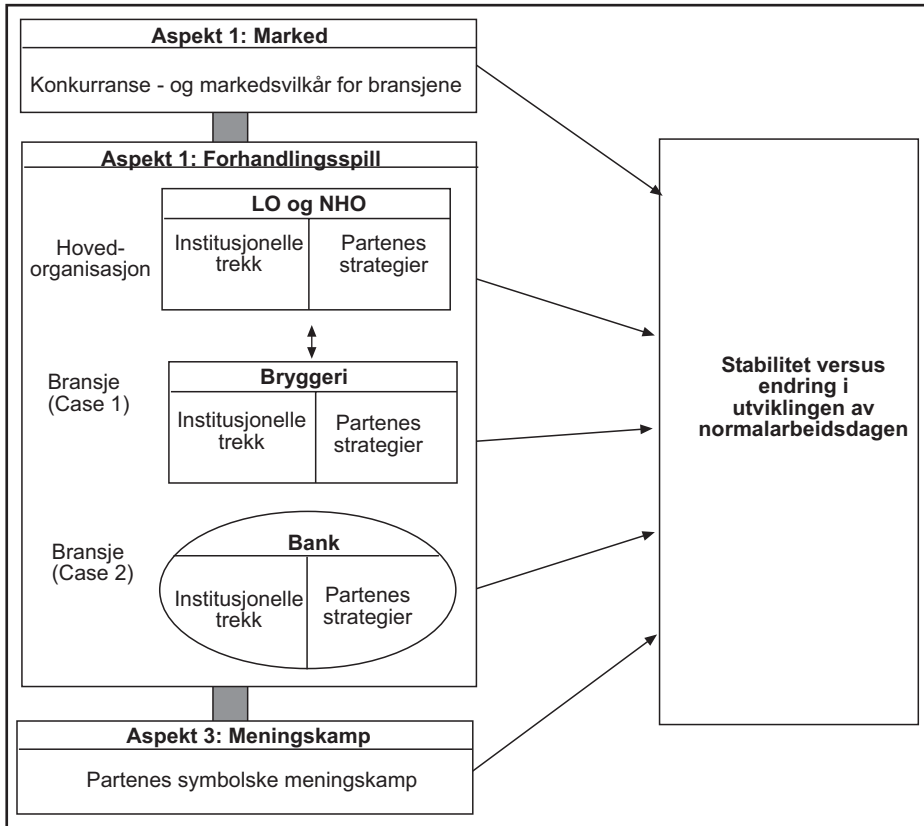 Aspekt 1: Marked
Konkurranse - og markedsvilkår for bransjene
Aspekt 1: Forhandlingsspill
LO og NHO
Hoved-
organisasjon
Institusjonelle
trekk
Partenes
strategier
Bransje
(Case 1)
Bryggeri
Institusjonelle
trekk
Partenes
strategier
Bransje
(Case 2)
Bank
Institusjonelle
trekk
Partenes
strategier
Aspekt 3: Meningskamp
Partenes symbolske meningskamp
Stabilitet versus
endring i
utviklingen av
normalarbeidsdagen